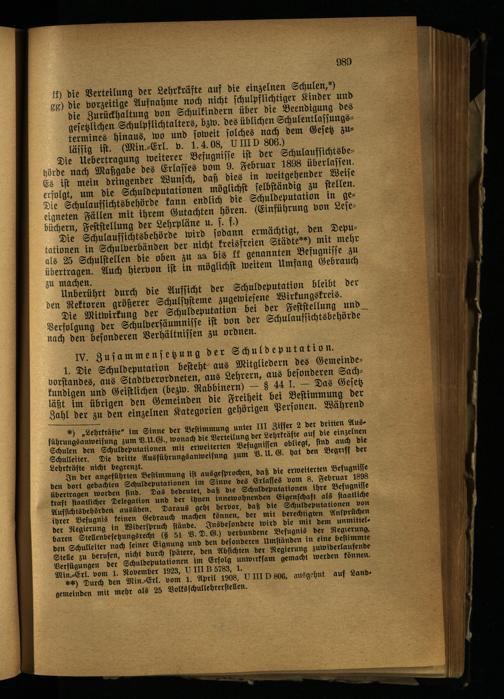 989
ff) die Verteilung der Lehrkräfte auf die einzelnen Schulen,*)
gg) die vorzeitige Aufnahme noch nicht schulpflichtiger Kinder und
die Zurückhaltung von Schulkindern über die Beendigung des
gesetzlichen Schulpflichtalters, bzw. des üblichen Schulentlassungs-
termines hinaus, wo und soweit solches nach dem Gesetz zu-
lässig ist. (Min.-Erl. v. 1. 4. 08, U III D 806.)
Die Uebertragung weiterer Befugnisse ist der Schulaufsichtsbe-
hörde nach Maßgabe des Erlasses vom 9. Februar 1898 überlassen.
Es ist mein dringender Wunsch, daß dies in weitgehender Weise
erfolgt, um die Schuldeputationen möglichst selbständig zu stellen.
Die Schulaufsichtsbehörde kann endlich die Schuldeputation in ge-
eigneten Fällen mit ihrem Gutachten hören. (Einführung von Lese-
büchern, Feststellung der Lehrpläne u. s. f.)
Die Schulaufsichtsbehörde wird sodann ermächtigt, den Depu-
tationen in Schulverbänden der nicht kreisfreien Städte**) mit mehr
als 25 Schulstellen die oben zu aa bis ff genannten Befugnisse zu
übertragen. Auch hiervon ist in möglichst weitem Umfang Gebrauch
zu machen.
Unberührt durch die Aufsicht der Schuldeputation bleibt der
den Rektoren größerer Schulsysteme zugewiesene Wirkungskreis.
Die Mitwirkung der Schuldeputation bei der Feststellung und
Verfolgung der Schulversäumnisse ist von der Schulaufsichtsbehörde
nach den besonderen Verhältnissen zu ordnen.
IV. Zusammensetzung der Schuldeputation.
1. Die Schuldeputation besteht aus Mitgliedern des Gemeinde-
vorstandes, aus Stadtverordneten, aus Lehrern, aus besonderen Sach-
kundigen und Geistlichen (bezw. Rabbinern) — § 44 I. — Das Gesetz
läßt im übrigen den Gemeinden die Freiheit bei Bestimmung der
Zahl der zu den einzelnen Kategorien gehörigen Personen. Während
*) „Lehrkräfte“ im Sinne der Bestimmung unter III Ziffer 2 der dritten Aus-
führungsanweisung zum V.U.G., wonach die Verteilung der Lehrkräfte auf die einzelnen
Schulen den Schuldeputationen mit erweiterten Befugnissen obliegt, sind auch die
Schulleiter. Die dritte Ausführungsanweisung zum V. U. G. hat den Begriff der
Lehrkräfte nicht begrenzt.
In der angeführten Bestimmung ist ausgesprochen, daß die erweiterten Befugnisse
den dort gedachten Schuldeputationen im Sinne des Erlasses vom 8. Februar 1898
übertragen worden sind. Das bedeutet, daß die Schuldeputationen ihre Befugnisse
kraft staatlicher Delegation und der ihnen innewohnenden Eigenschaft als staatliche
Aufsichtsbehörden ausüben. Daraus geht hervor, daß die Schuldeputationen von
ihrer Befugnis keinen Gebrauch machen können, der mit berechtigten Ansprüchen
der Regierung in Widerspruch stände. Insbesondere wird die mit dem unmittel-
baren Stellenbesetzungsrecht (§ 51 V. D. G.) verbundene Befugnis der Regierung,
den Schulleiter nach seiner Eignung und den besonderen Umständen in eine bestimmte
Stelle zu berufen, nicht durch spätere, den Absichten der Regierung zuwiderlaufende
Verfügungen der Schuldeputationen im Erfolg unwirksam gemacht werden können.
Min.-Erl. vom 1. November 1923, U III B 5783, 1.
**) Durch den Min.-Erl. vom 1. April 1908, U III D 806, ausgedehnt auf Land-
gemeinden mit mehr als 25 Volksschullehrerstellen.